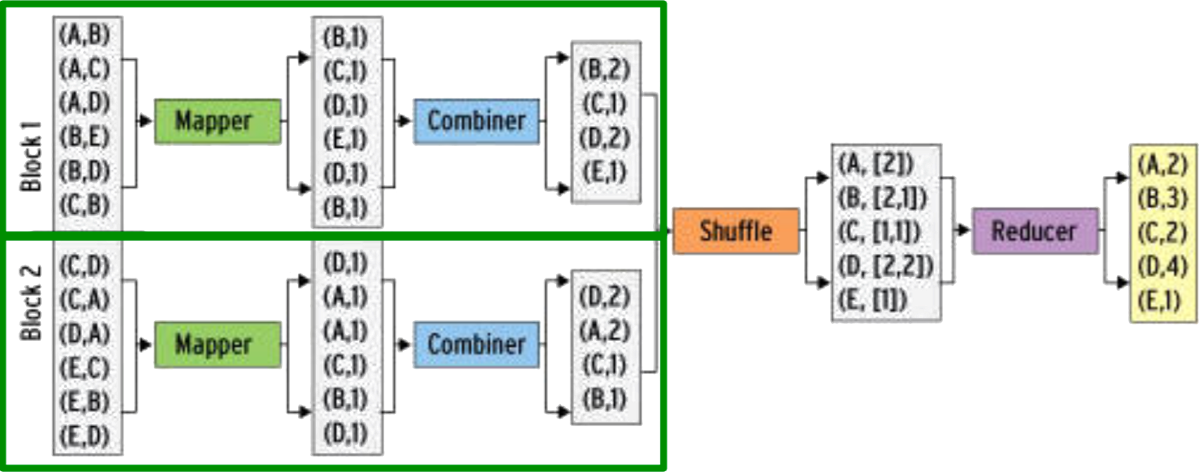 Block 1
(A,B)
(A,C)
(A,D)
(B,E)
(B,D)
(C,B)
Mapper
(B,1)
(C,1)
(D,1)
(E,1)
(D,1)
(B,1)
Combiner
(B,2)
(C,1)
(D,2)
(E,1)
Block 2
(C,D)
(C,A)
(D,A)
(E,C)
(E,B)
(E,D)
Mapper
(D,1)
(A,1)
(A,1)
(C,1)
(B,1)
(D,1)
Combiner
(D,2)
(A,2)
(C,1)
(B,1)
Shuffle
(A, [2])
(B, [2,1])
(C, [1,1])
(D, [2,2])
(E, [1])
Reducer
(A,2)
(B,3)
(C,2)
(D,4)
(E,1)